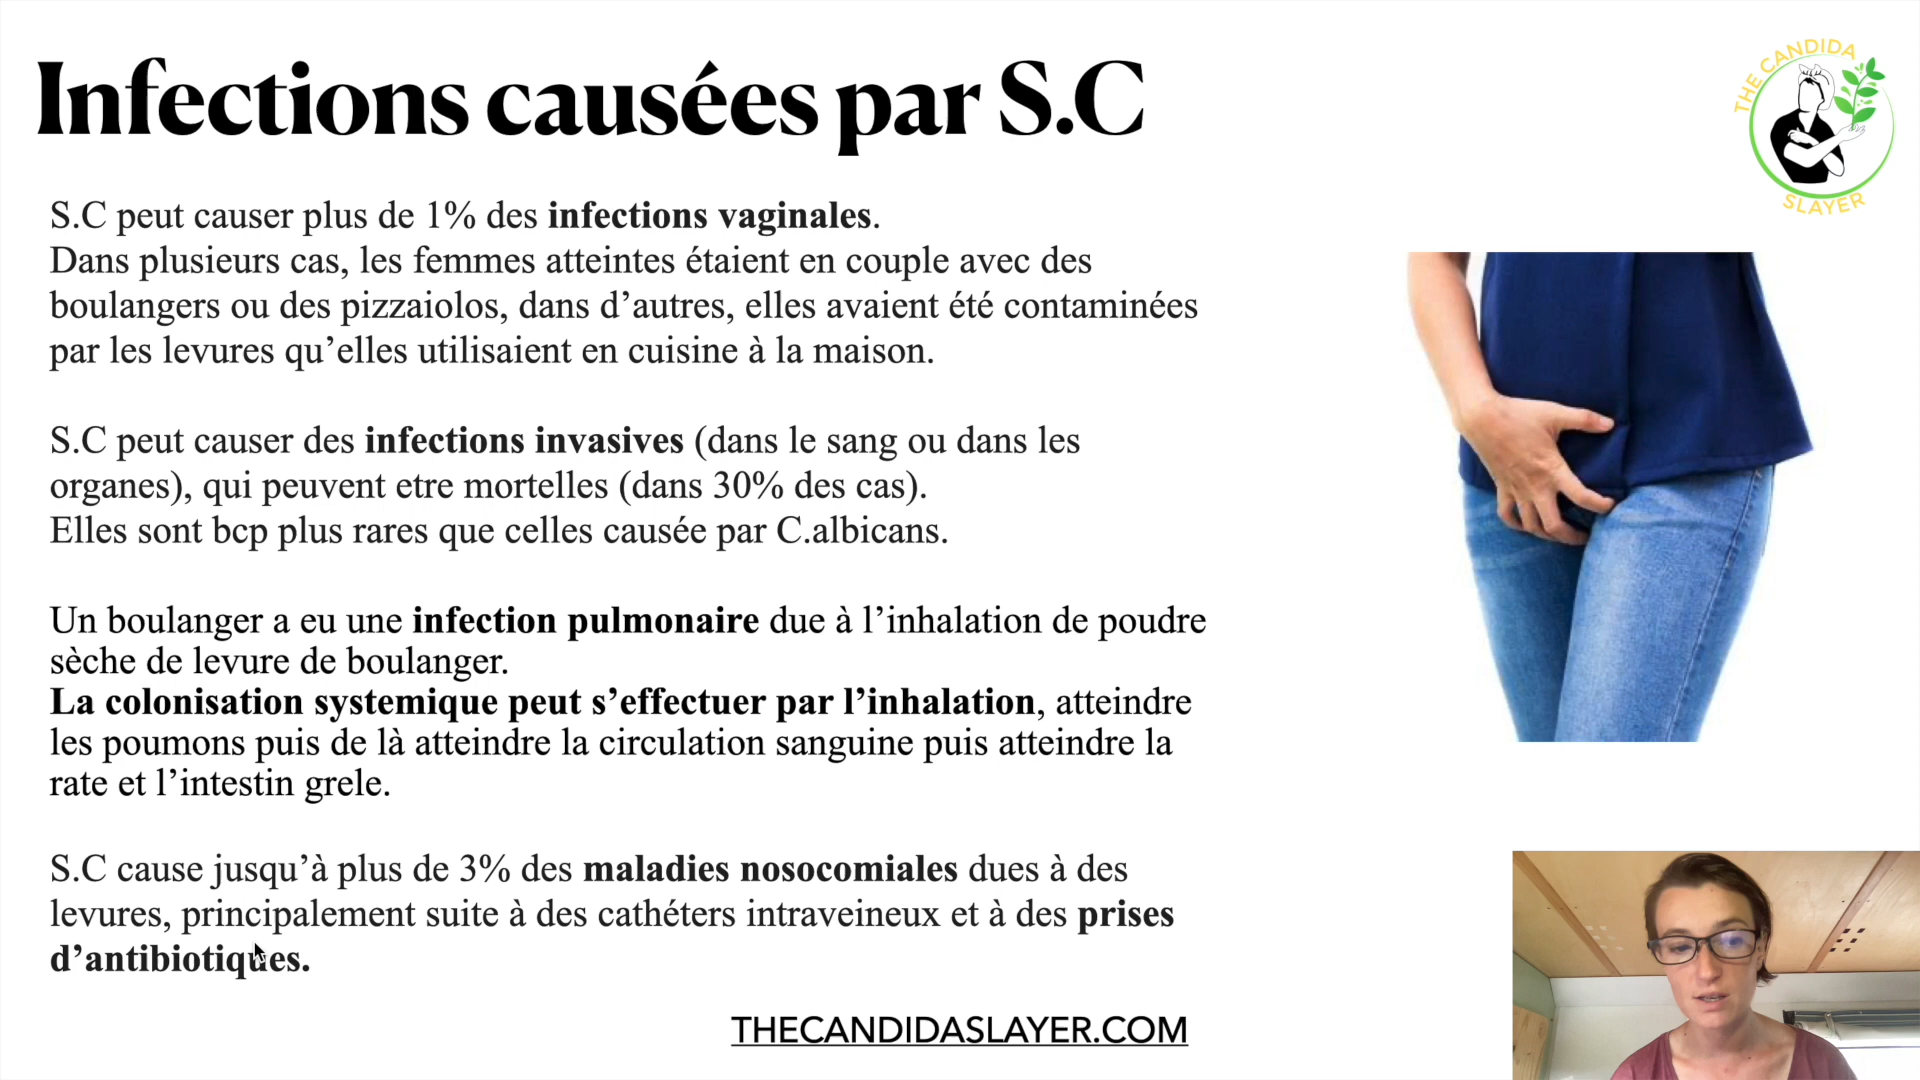 Infections causées par S.C
THE CANDIDA
SLAYER
S.C peut causer plus de 1% des infections vaginales.
Dans plusieurs cas, les femmes atteintes étaient en couple avec des
boulangers ou des pizzaiolos, dans d’autres, elles avaient été contaminées
par les levures qu’elles utilisaient en cuisine à la maison.
S.C peut causer des infections invasives (dans le sang ou dans les
organes), qui peuvent etre mortelles (dans 30% des cas).
Elles sont bcp plus rares que celles causée par C.albicans.
Un boulanger a eu une infection pulmonaire due à l’inhalation de poudre
sèche de levure de boulanger.
La colonisation systemique peut s’effectuer par l’inhalation, atteindre
les poumons puis de là atteindre la circulation sanguine puis atteindre la
rate et l’intestin grele.
S.C cause jusqu’à plus de 3% des maladies nosocomiales dues à des
levures, principalement suite à des cathéters intraveineux et à des prises
d’antibiotiques.
THECANDIDASLAYER.COM